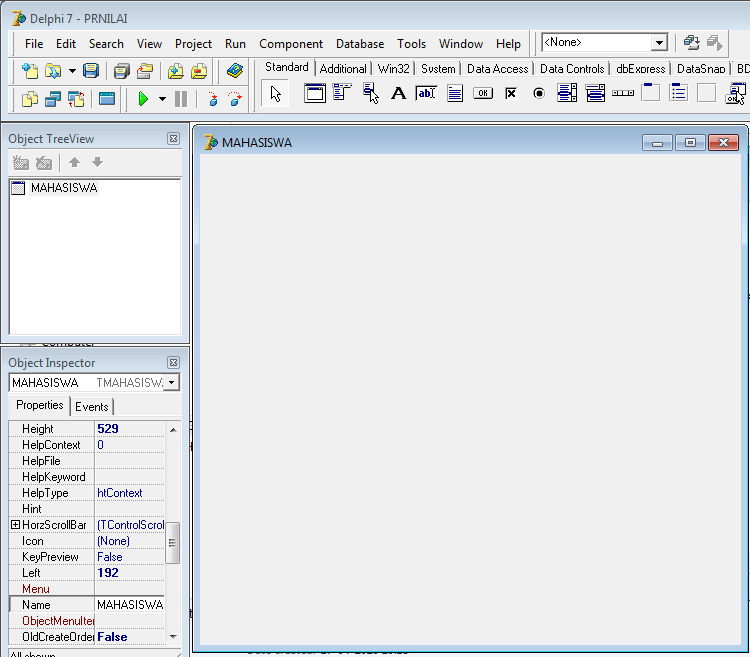 Delphi 7 - PRNILAI
File Edit Search View Project Run Component Database Tools Window Help
<None>
Standard Additional Win32 System Data Access Data Controls dbExpress DataSnap BD
A ab OK
Object TreeView
MAHASISWA
MAHASISWA
Object Inspector
MAHASISWA TMAHASISW
Properties Events
Height 529
HelpContext 0
HelpFile
HelpKeyword
HelpType htContext
Hint
HorzScrollBar (TControlScrol
Icon (None)
KeyPreview False
Left 192
Menu
Name MAHASISWA
ObjectMenuIter
OldCreateOrder False
All shown